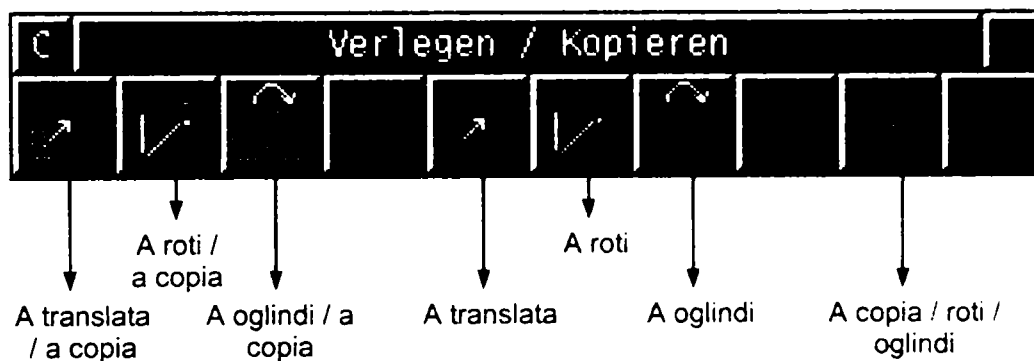 C Verlegen / Kopieren
A roti /
a copia
A roti
A translata
/ a copia
A oglindi / a
copia
A translata
A oglindi
A copia / roti /
oglindi